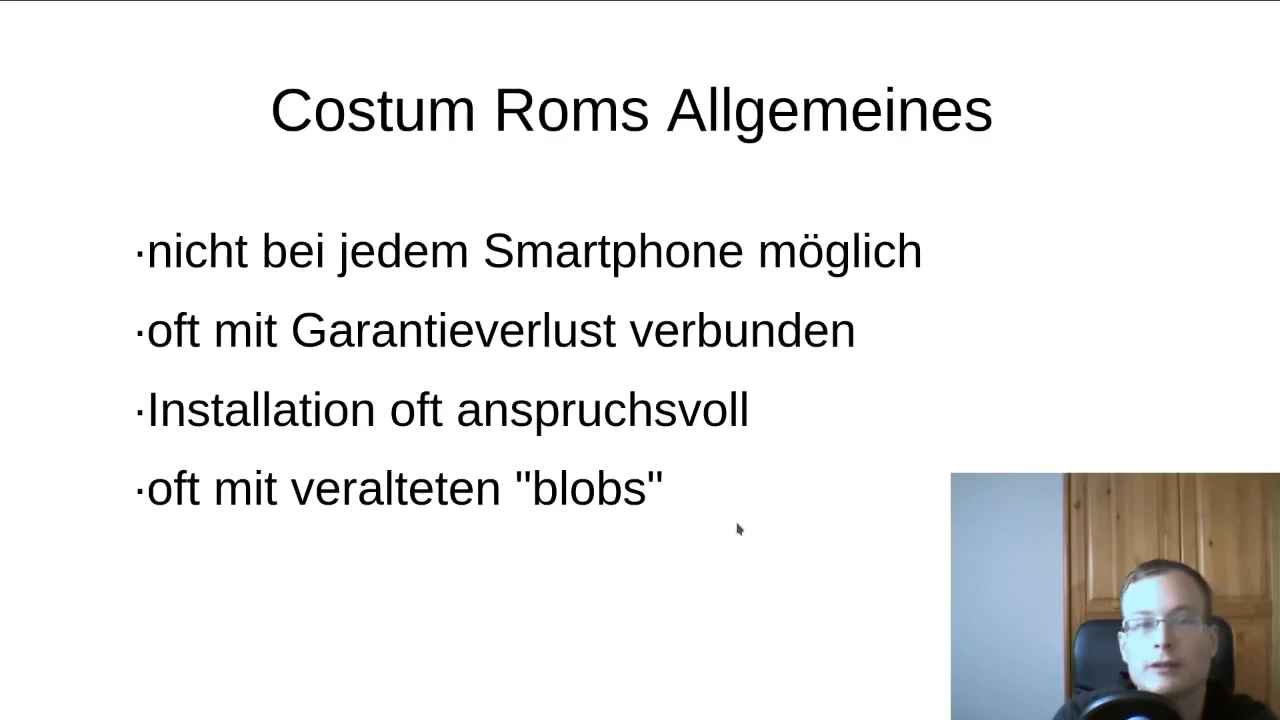 Costum Roms Allgemeines
·nicht bei jedem Smartphone möglich
·oft mit Garantieverlust verbunden
·Installation oft anspruchsvoll
·oft mit veralteten "blobs"